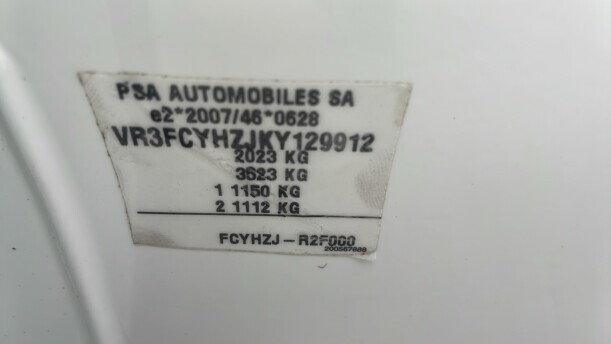 PSA AUTOMOBILES SA
e2*2007/46*0628
VR3FCYHZJKY129912
2023 KG
3523 KG
1 1150 KG
2 1112 KG
FCYHZJ-R2F000